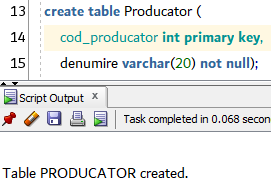 13 create table Producator (
14 cod_producator int primary key,
15 denumire varchar(20) not null);
Script Output x
Task completed in 0.068 secon
Table PRODUCATOR created.